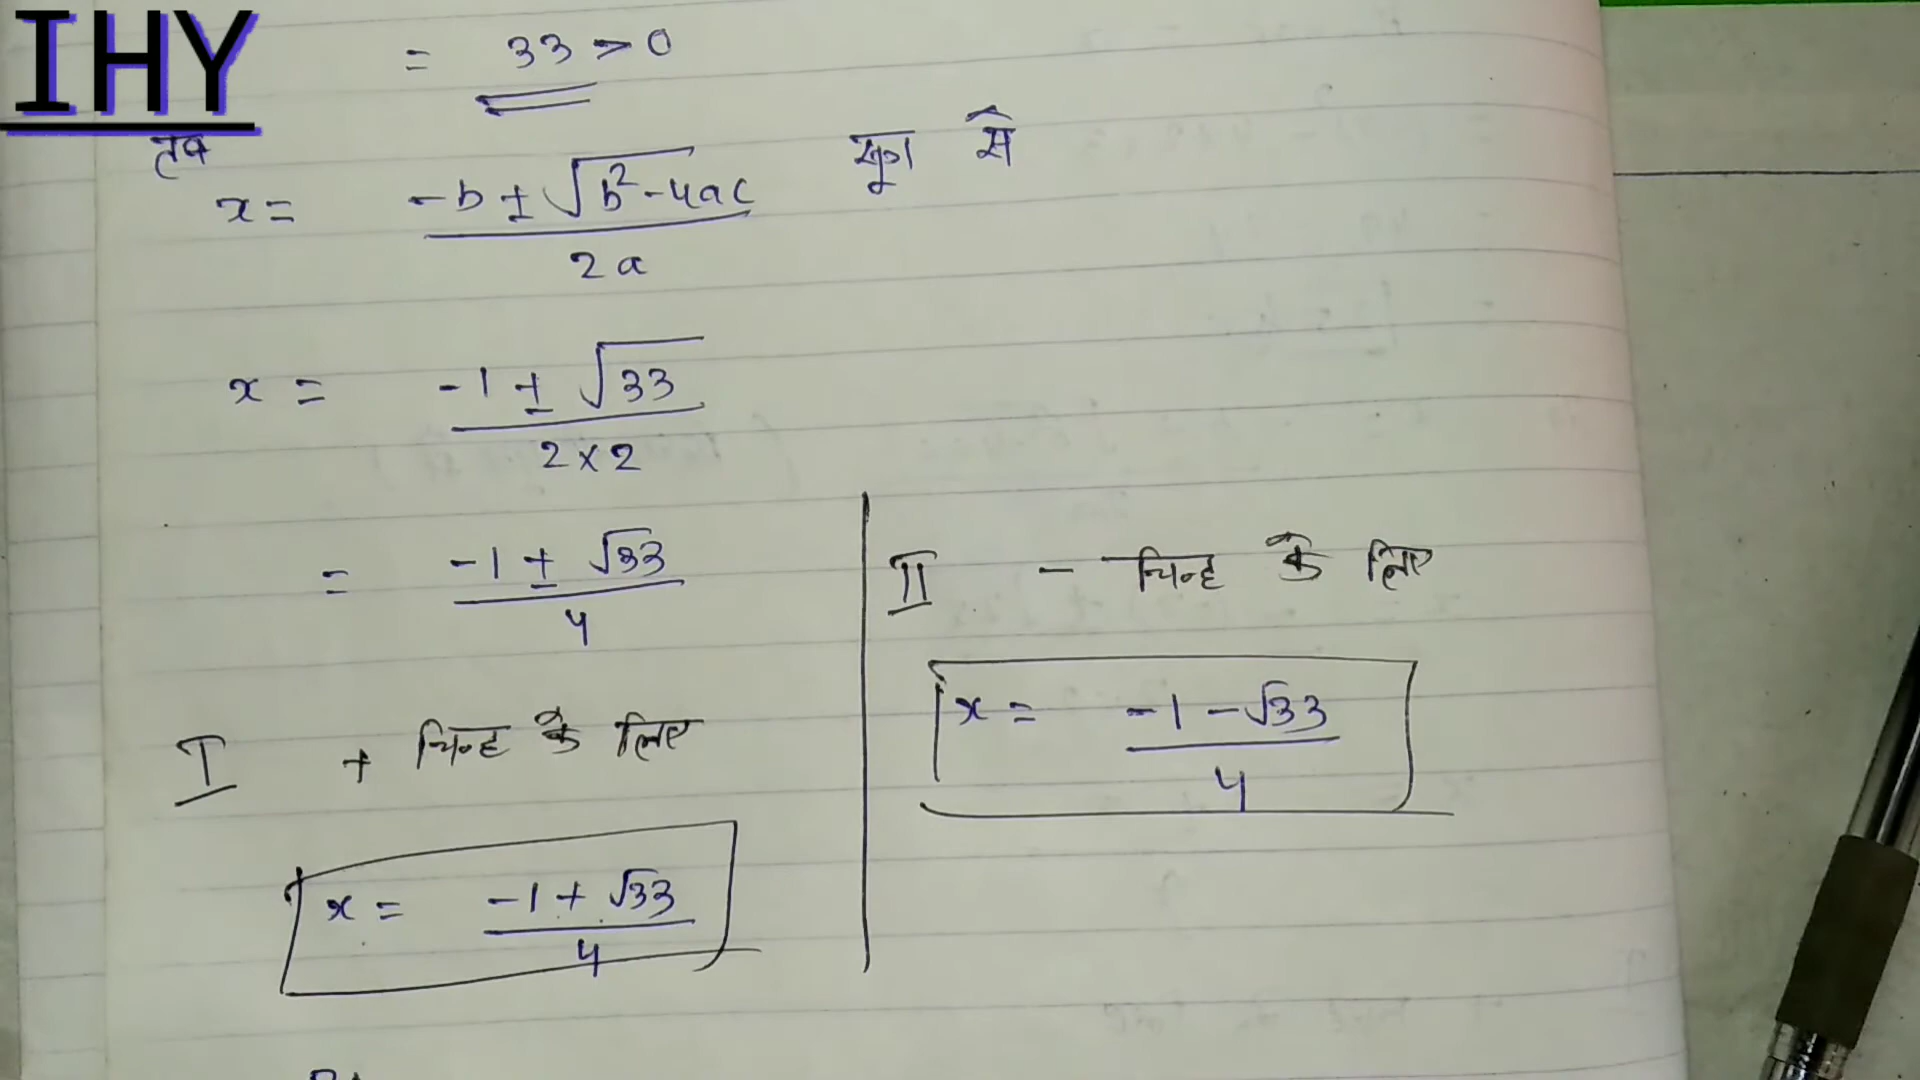 IHY
= 33 > 0
तब
x = -b ± √b² - 4ac / 2a सूत्र से
x = -1 ± √33 / 2 × 2
= -1 ± √33 / 4
I + चिन्ह के लिए
x = -1 + √33 / 4
II - चिन्ह के लिए
x = -1 - √33 / 4